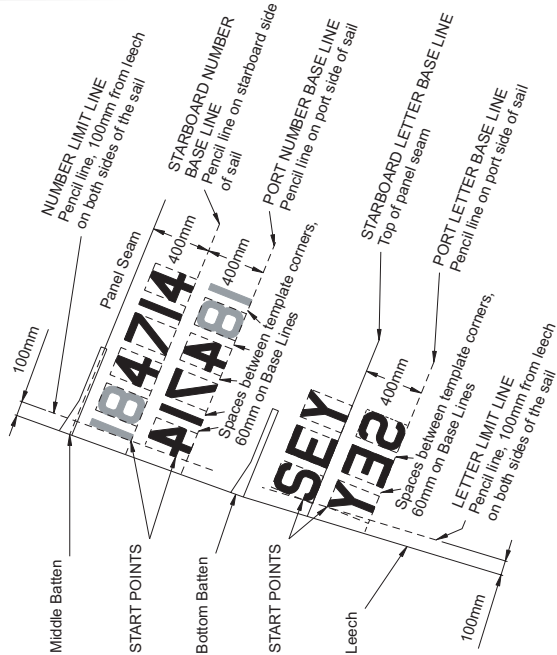 100mm
NUMBER LIMIT LINE
Pencil line, 100mm from leech
on both sides of the sail
Middle Batten
Panel Seam
184714
400mm
STARBOARD NUMBER
BASE LINE
Pencil line on starboard side
of sail
START POINTS
184714
400mm
PORT NUMBER BASE LINE
Pencil line on port side of sail
Spaces between template corners,
60mm on Base Lines
Bottom Batten
SEY
STARBOARD LETTER BASE LINE
Top of panel seam
START POINTS
SEY
400mm
PORT LETTER BASE LINE
Pencil line on port side of sail
Spaces between template corners,
60mm on Base Lines
Leech
LETTER LIMIT LINE
Pencil line, 100mm from leech
on both sides of the sail
100mm